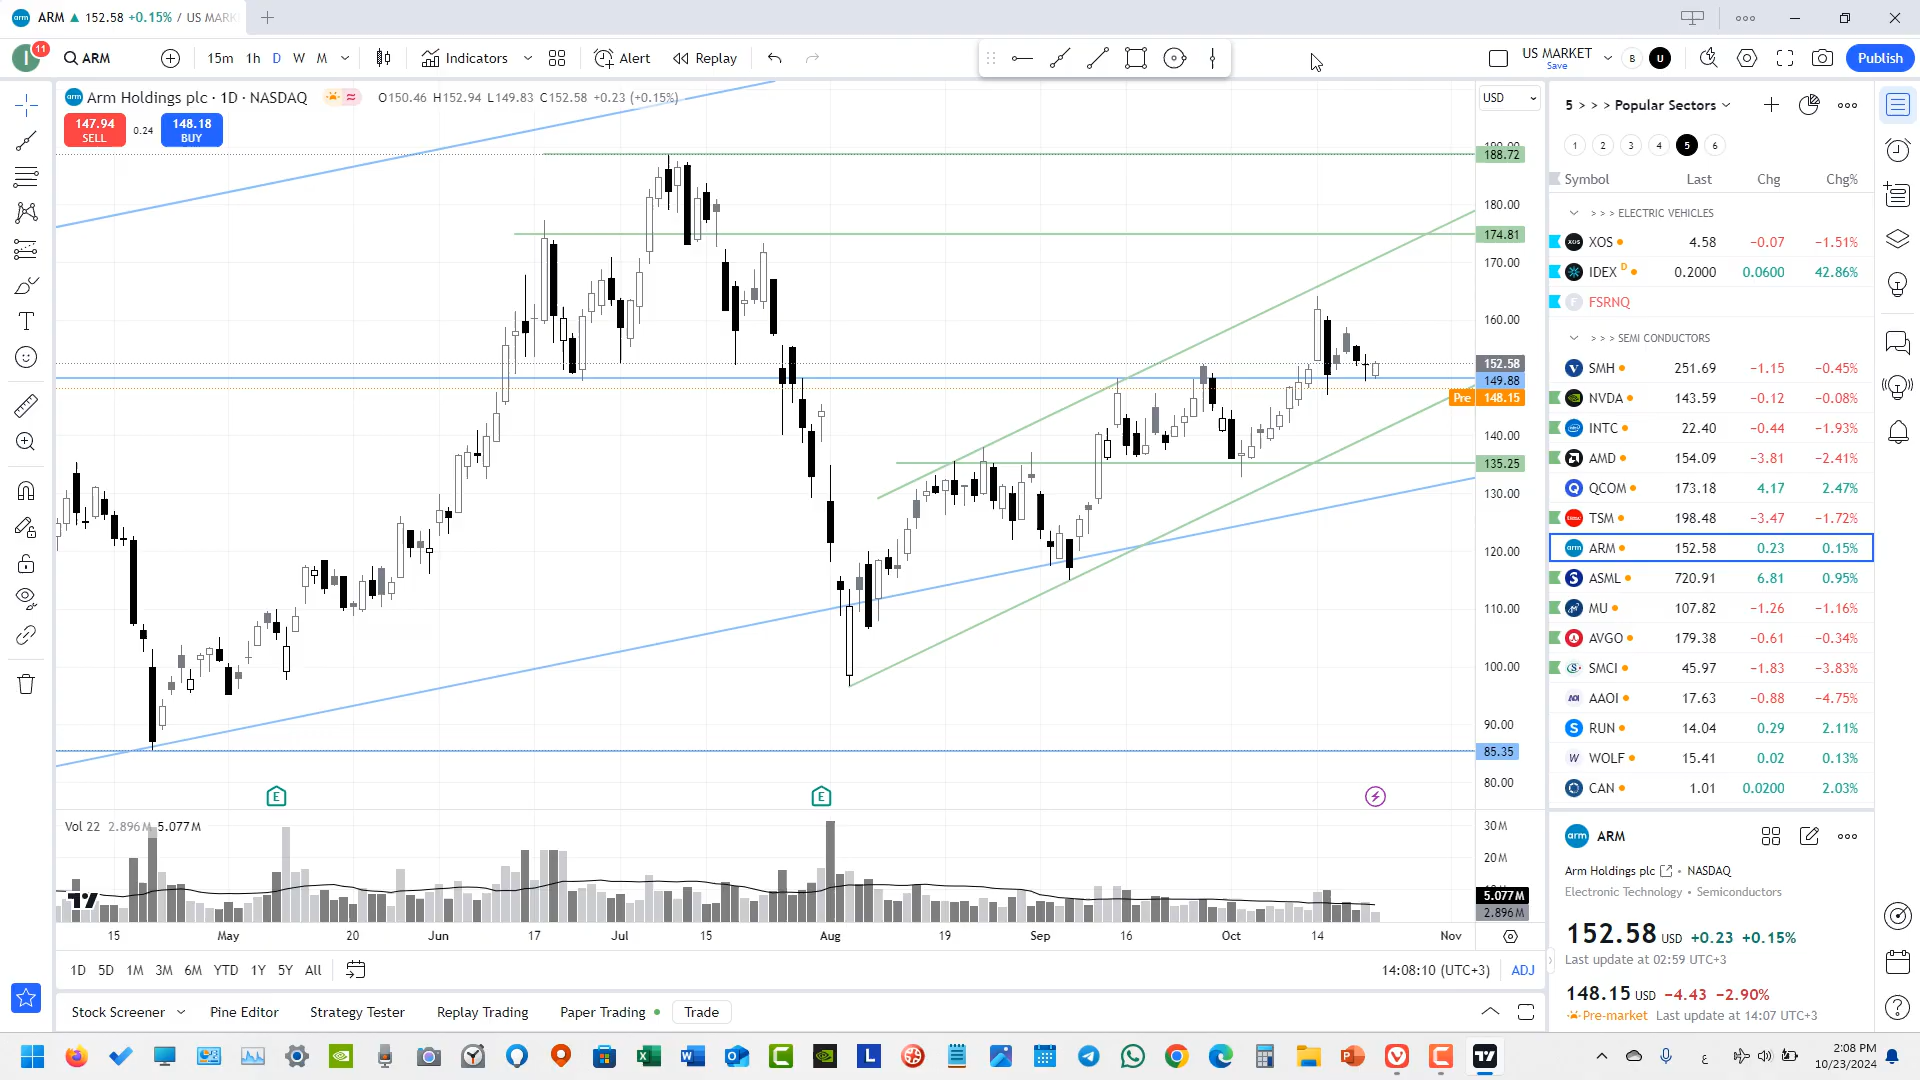 ARM ▲ 152.58 +0.15% / US MARK
11
ARM
15m 1h D W M
Indicators
Alert
Replay
US MARKET
Save
B
U
Publish
Arm Holdings plc · 1D · NASDAQ
O150.46 H152.94 L149.83 C152.58 +0.23 (+0.15%)
147.94
SELL
0.24
148.18
BUY
USD
188.72
180.00
174.81
170.00
160.00
152.58
149.88
Pre 148.15
140.00
135.25
130.00
120.00
110.00
100.00
90.00
85.35
80.00
E
E
Vol 22 2.896M 5.077M
30M
20M
5.077M
2.896M
15 May 20 Jun 17 Jul 15 Aug 19 Sep 16 Oct 14 Nov
1D 5D 1M 3M 6M YTD 1Y 5Y All
14:08:10 (UTC+3) ADJ
Stock Screener
Pine Editor
Strategy Tester
Replay Trading
Paper Trading
Trade
5 > > > Popular Sectors
1 2 3 4 5 6
Symbol Last Chg Chg%
> > > ELECTRIC VEHICLES
XOS 4.58 −0.07 −1.51%
IDEX D 0.2000 0.0600 42.86%
F FSRNQ
> > > SEMI CONDUCTORS
SMH 251.69 −1.15 −0.45%
NVDA 143.59 −0.12 −0.08%
INTC 22.40 −0.44 −1.93%
AMD 154.09 −3.81 −2.41%
QCOM 173.18 4.17 2.47%
TSM 198.48 −3.47 −1.72%
arm ARM 152.58 0.23 0.15%
ASML 720.91 6.81 0.95%
MU 107.82 −1.26 −1.16%
AVGO 179.38 −0.61 −0.34%
SMCI 45.97 −1.83 −3.83%
AAOI 17.63 −0.88 −4.75%
RUN 14.04 0.29 2.11%
WOLF 15.41 0.02 0.13%
CAN 1.01 0.0200 2.03%
arm ARM
Arm Holdings plc • NASDAQ
Electronic Technology • Semiconductors
152.58 USD +0.23 +0.15%
Last update at 02:59 UTC+3
148.15 USD −4.43 −2.90%
Pre-market Last update at 14:07 UTC+3
ع
2:08 PM
10/23/2024